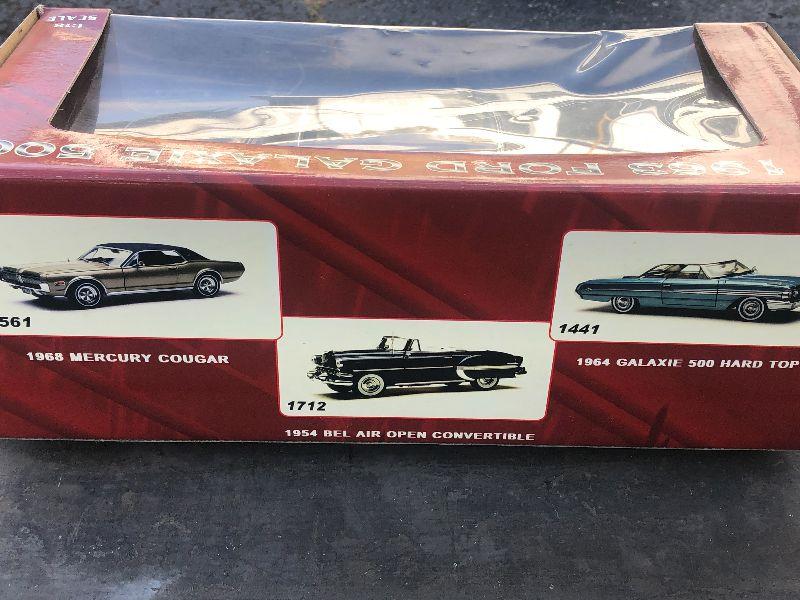 1:18
SCALE
1963 FORD GALAXIE 500
561
1968 MERCURY COUGAR
1712
1954 BEL AIR OPEN CONVERTIBLE
1441
1964 GALAXIE 500 HARD TOP